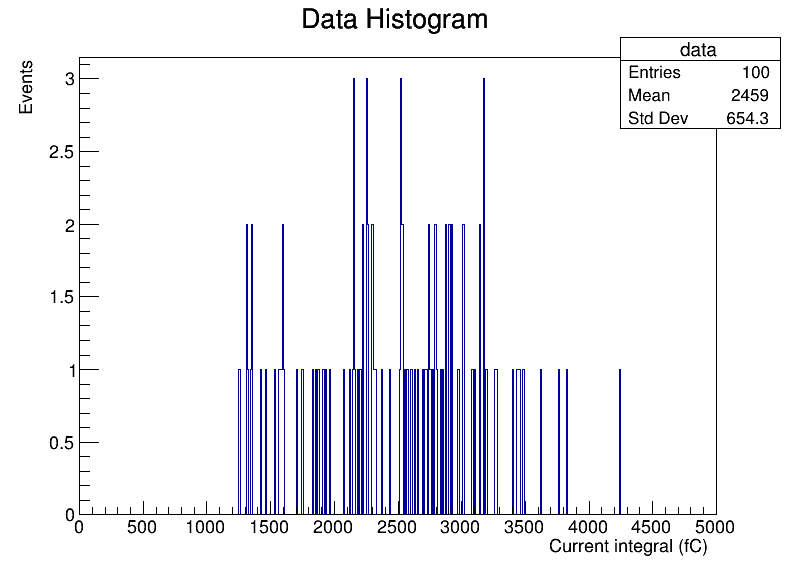 Data Histogram
data
Entries 100
Mean 2459
Std Dev 654.3
Events
3
2.5
2
1.5
1
0.5
0
0 500 1000 1500 2000 2500 3000 3500 4000 4500 5000
Current integral (fC)